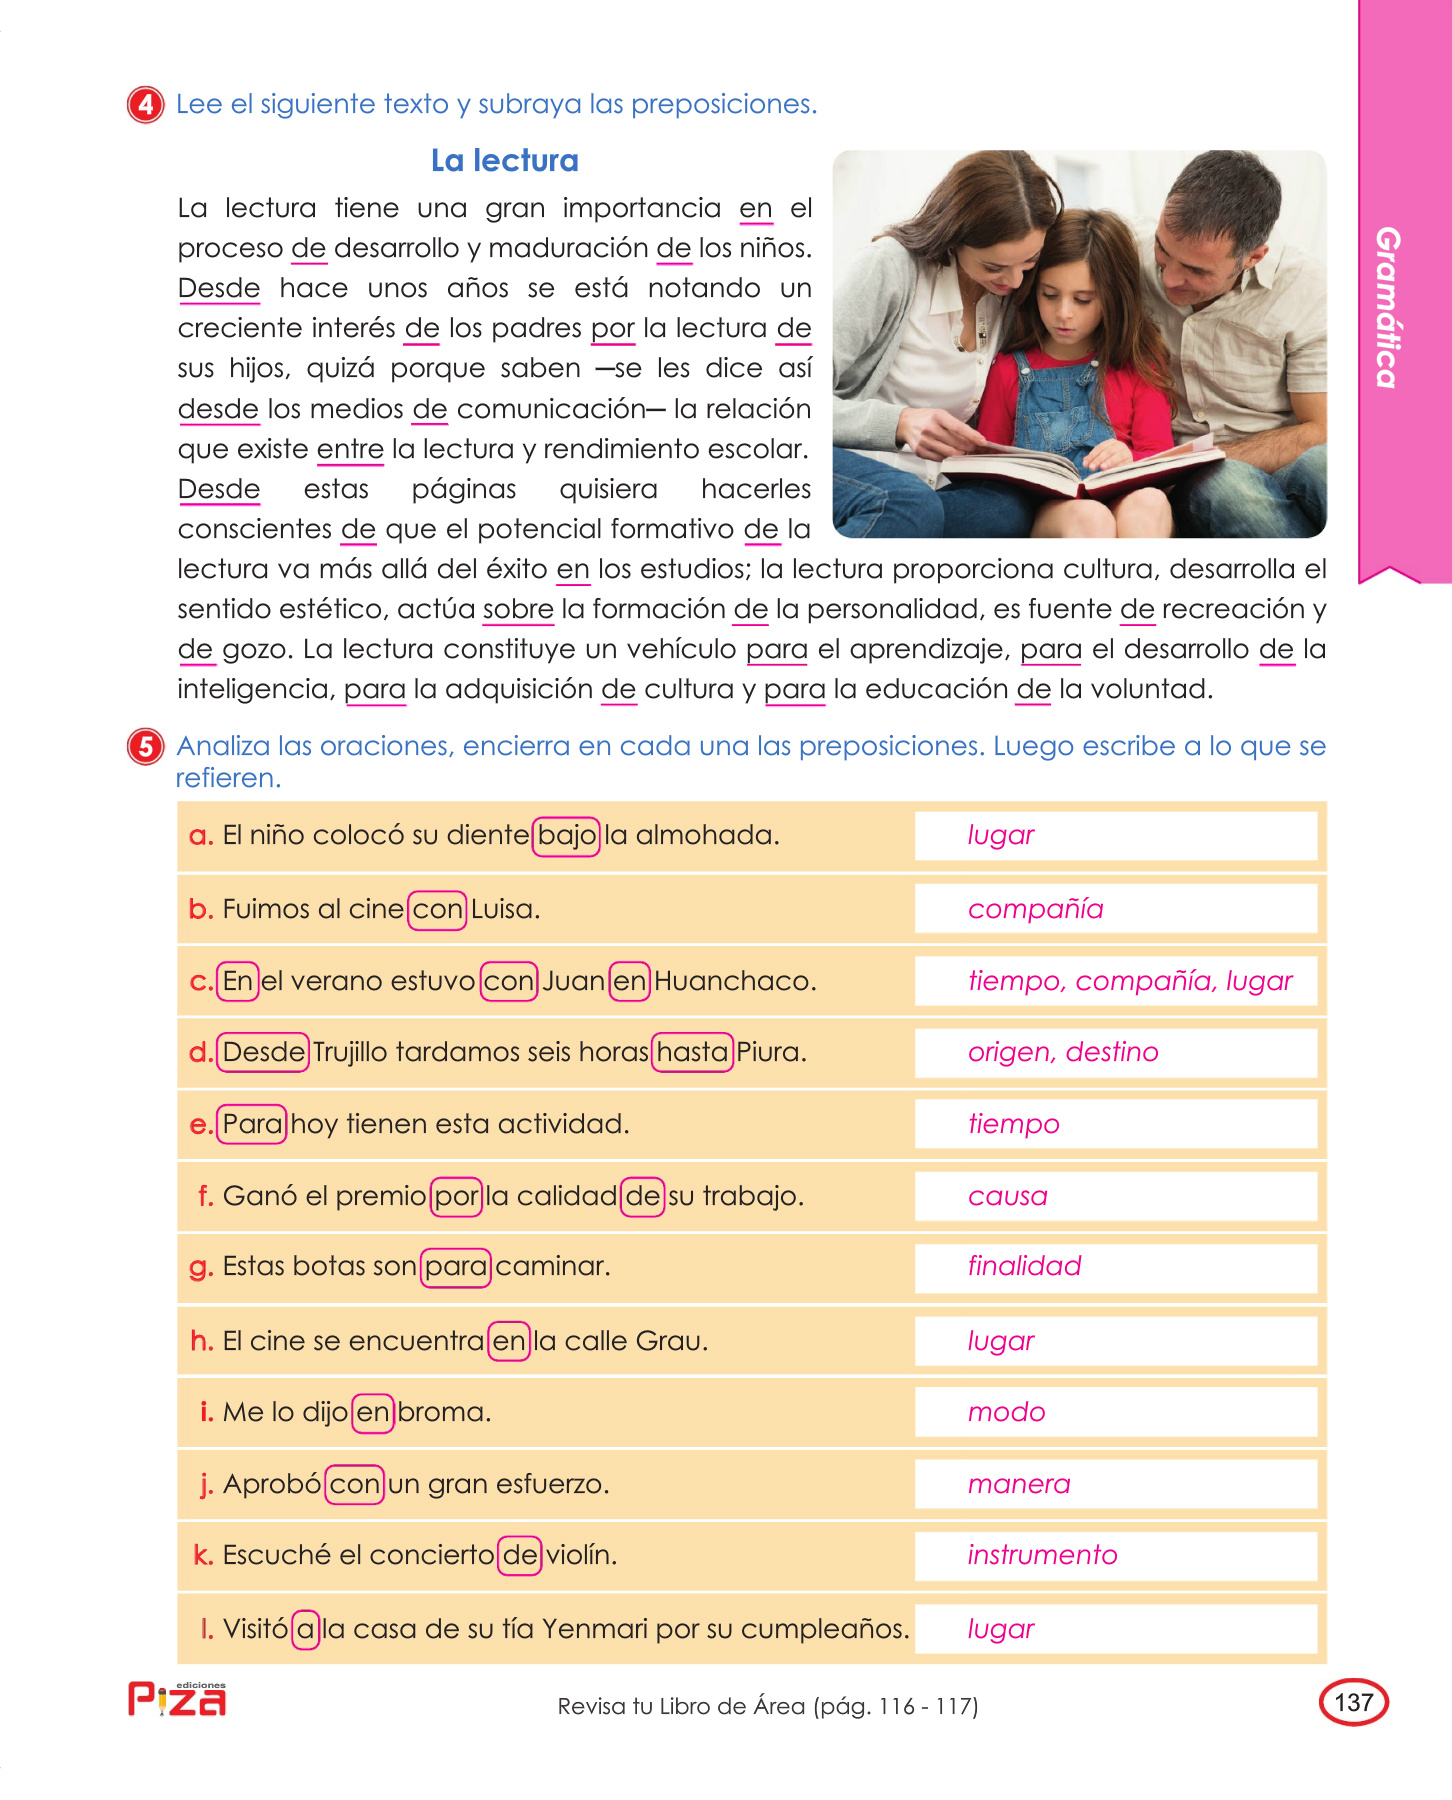 Gramática
4 Lee el siguiente texto y subraya las preposiciones.
La lectura
La lectura tiene una gran importancia en el
proceso de desarrollo y maduración de los niños.
Desde hace unos años se está notando un
creciente interés de los padres por la lectura de
sus hijos, quizá porque saben —se les dice así
desde los medios de comunicación— la relación
que existe entre la lectura y rendimiento escolar.
Desde estas páginas quisiera hacerles
conscientes de que el potencial formativo de la
lectura va más allá del éxito en los estudios; la lectura proporciona cultura, desarrolla el
sentido estético, actúa sobre la formación de la personalidad, es fuente de recreación y
de gozo. La lectura constituye un vehículo para el aprendizaje, para el desarrollo de la
inteligencia, para la adquisición de cultura y para la educación de la voluntad.
5 Analiza las oraciones, encierra en cada una las preposiciones. Luego escribe a lo que se
refieren.
a. El niño colocó su diente bajo la almohada. lugar
b. Fuimos al cine con Luisa. compañía
c. En el verano estuvo con Juan en Huanchaco. tiempo, compañía, lugar
d. Desde Trujillo tardamos seis horas hasta Piura. origen, destino
e. Para hoy tienen esta actividad. tiempo
f. Ganó el premio por la calidad de su trabajo. causa
g. Estas botas son para caminar. finalidad
h. El cine se encuentra en la calle Grau. lugar
i. Me lo dijo en broma. modo
j. Aprobó con un gran esfuerzo. manera
k. Escuché el concierto de violín. instrumento
l. Visitó a la casa de su tía Yenmari por su cumpleaños. lugar
ediciones
Piza
Revisa tu Libro de Área (pág. 116 - 117)
137